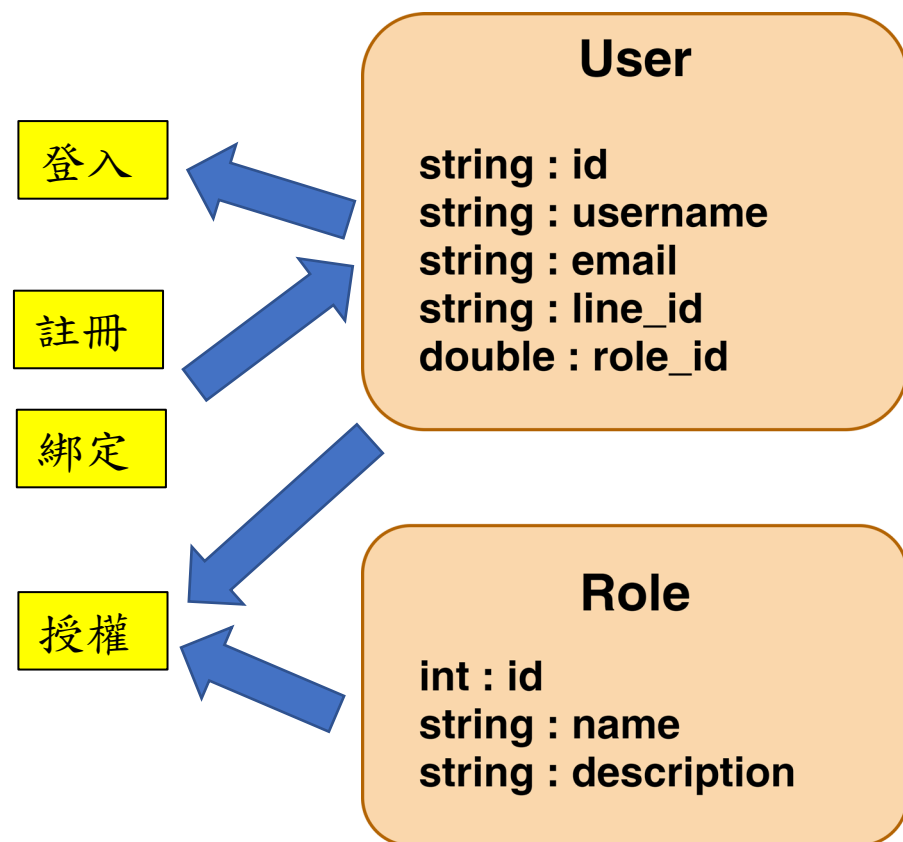 登入
註冊
綁定
授權
User
string : id
string : username
string : email
string : line_id
double : role_id
Role
int : id
string : name
string : description